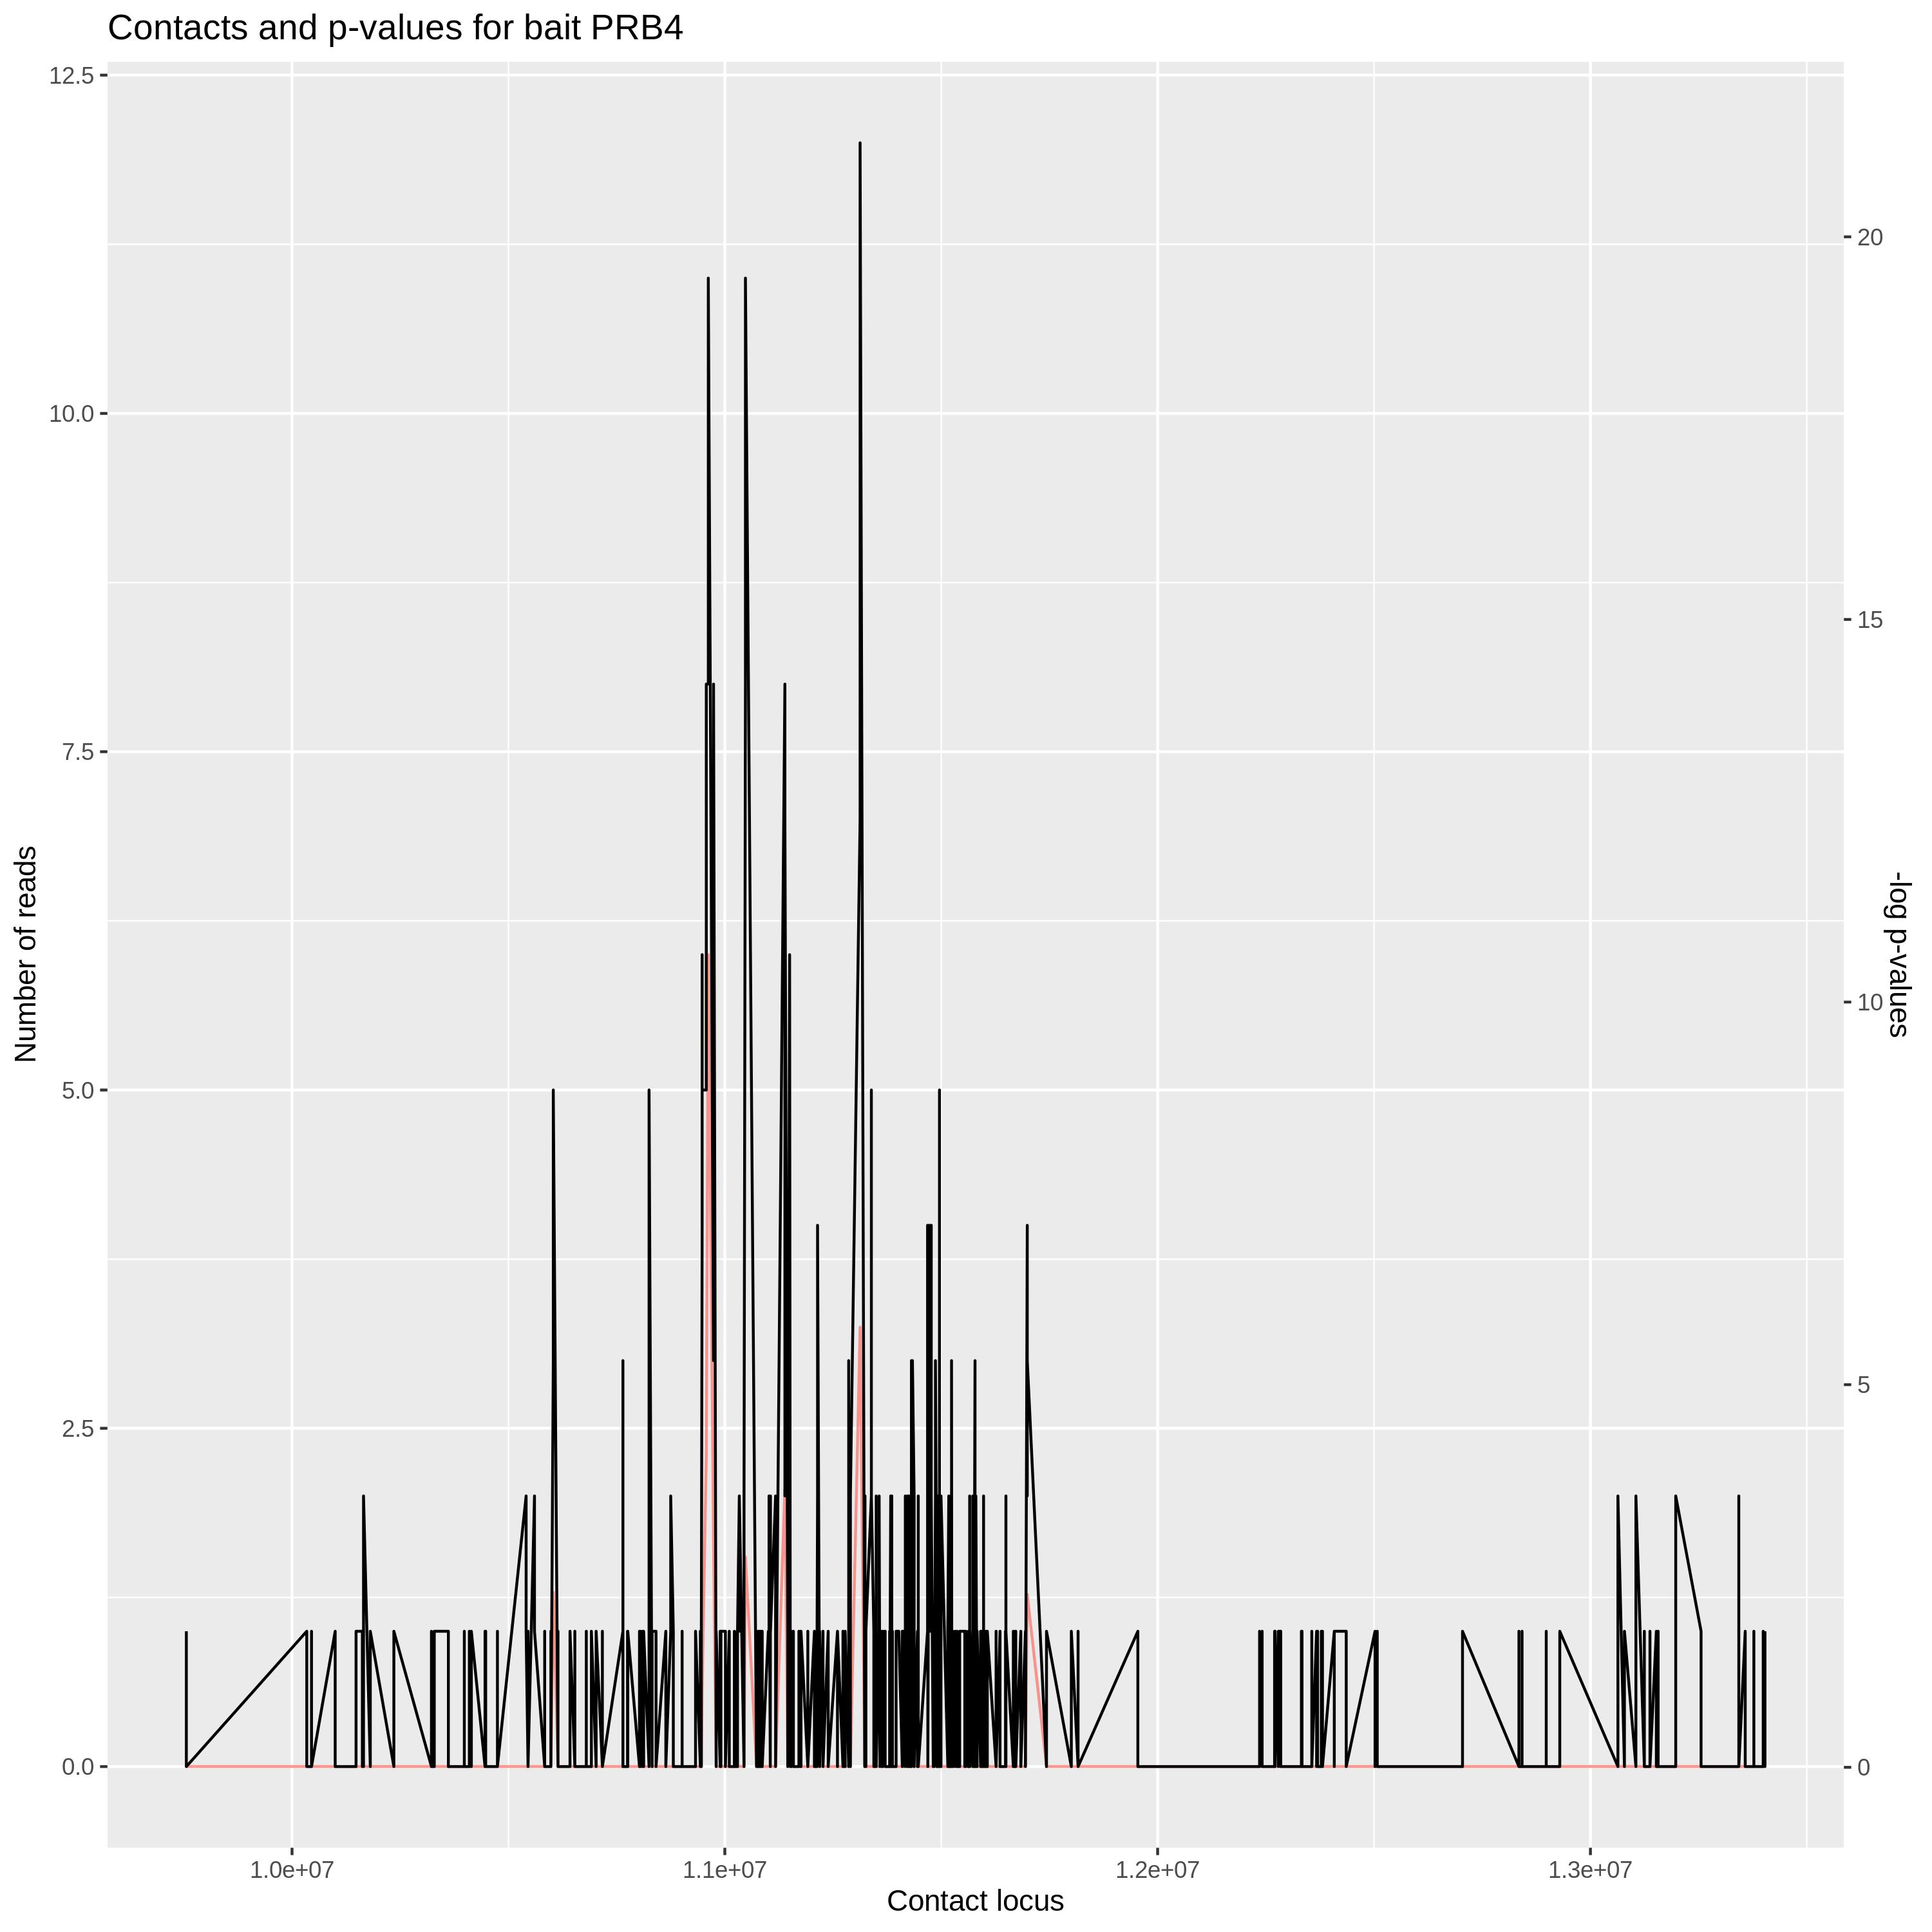 Contacts and p-values for bait PRB4
12.5
10.0
7.5
5.0
2.5
0.0
Number of reads
20
15
10
5
0
-log p-values
1.0e+07
1.1e+07
1.2e+07
1.3e+07
Contact locus